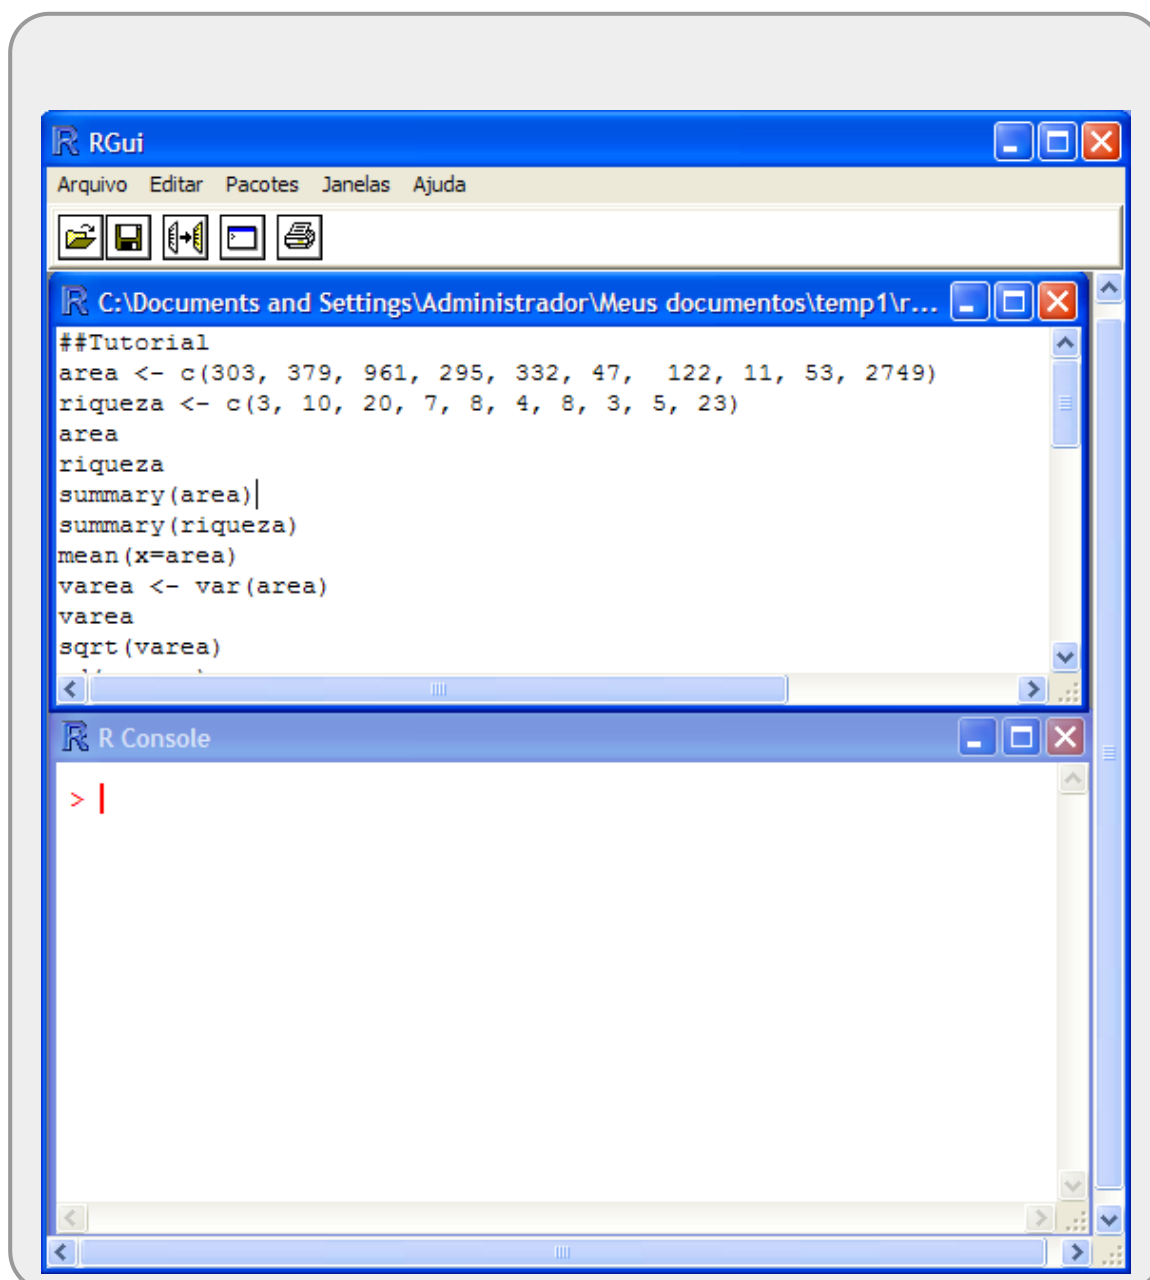 RGui
Arquivo Editar Pacotes Janelas Ajuda
C:\Documents and Settings\Administrador\Meus documentos\temp1\r...
##Tutorial
area <- c(303, 379, 961, 295, 332, 47,  122, 11, 53, 2749)
riqueza <- c(3, 10, 20, 7, 8, 4, 8, 3, 5, 23)
area
riqueza
summary(area)
summary(riqueza)
mean(x=area)
varea <- var(area)
varea
sqrt(varea)
R Console
>